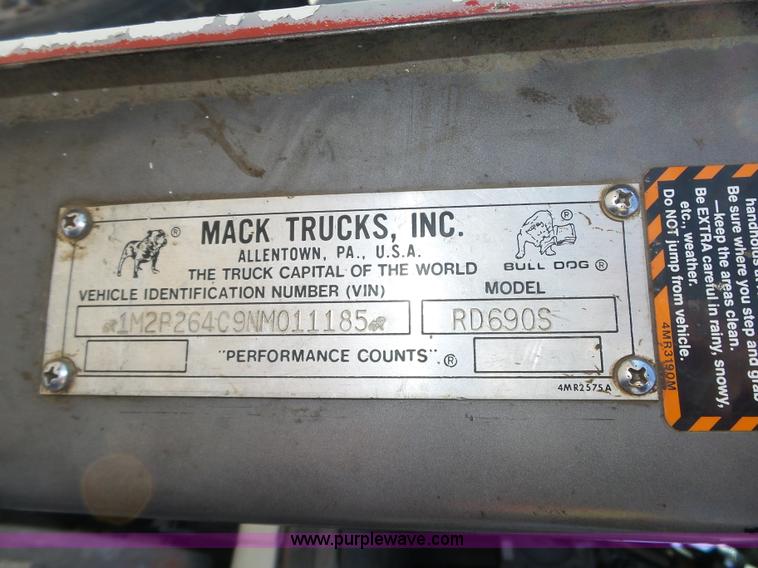 MACK TRUCKS, INC.
ALLENTOWN, PA., U.S.A.
THE TRUCK CAPITAL OF THE WORLD
BULL DOG ®
VEHICLE IDENTIFICATION NUMBER (VIN)
MODEL
1M2P264C9NM011185
RD690S
"PERFORMANCE COUNTS". ®
4MR2575A
handholds
Be sure where you step and grab
—keep the areas clean.
Be EXTRA careful in rainy, snowy,
etc., weather.
Do NOT jump from vehicle.
4MR3190M
www.purplewave.com